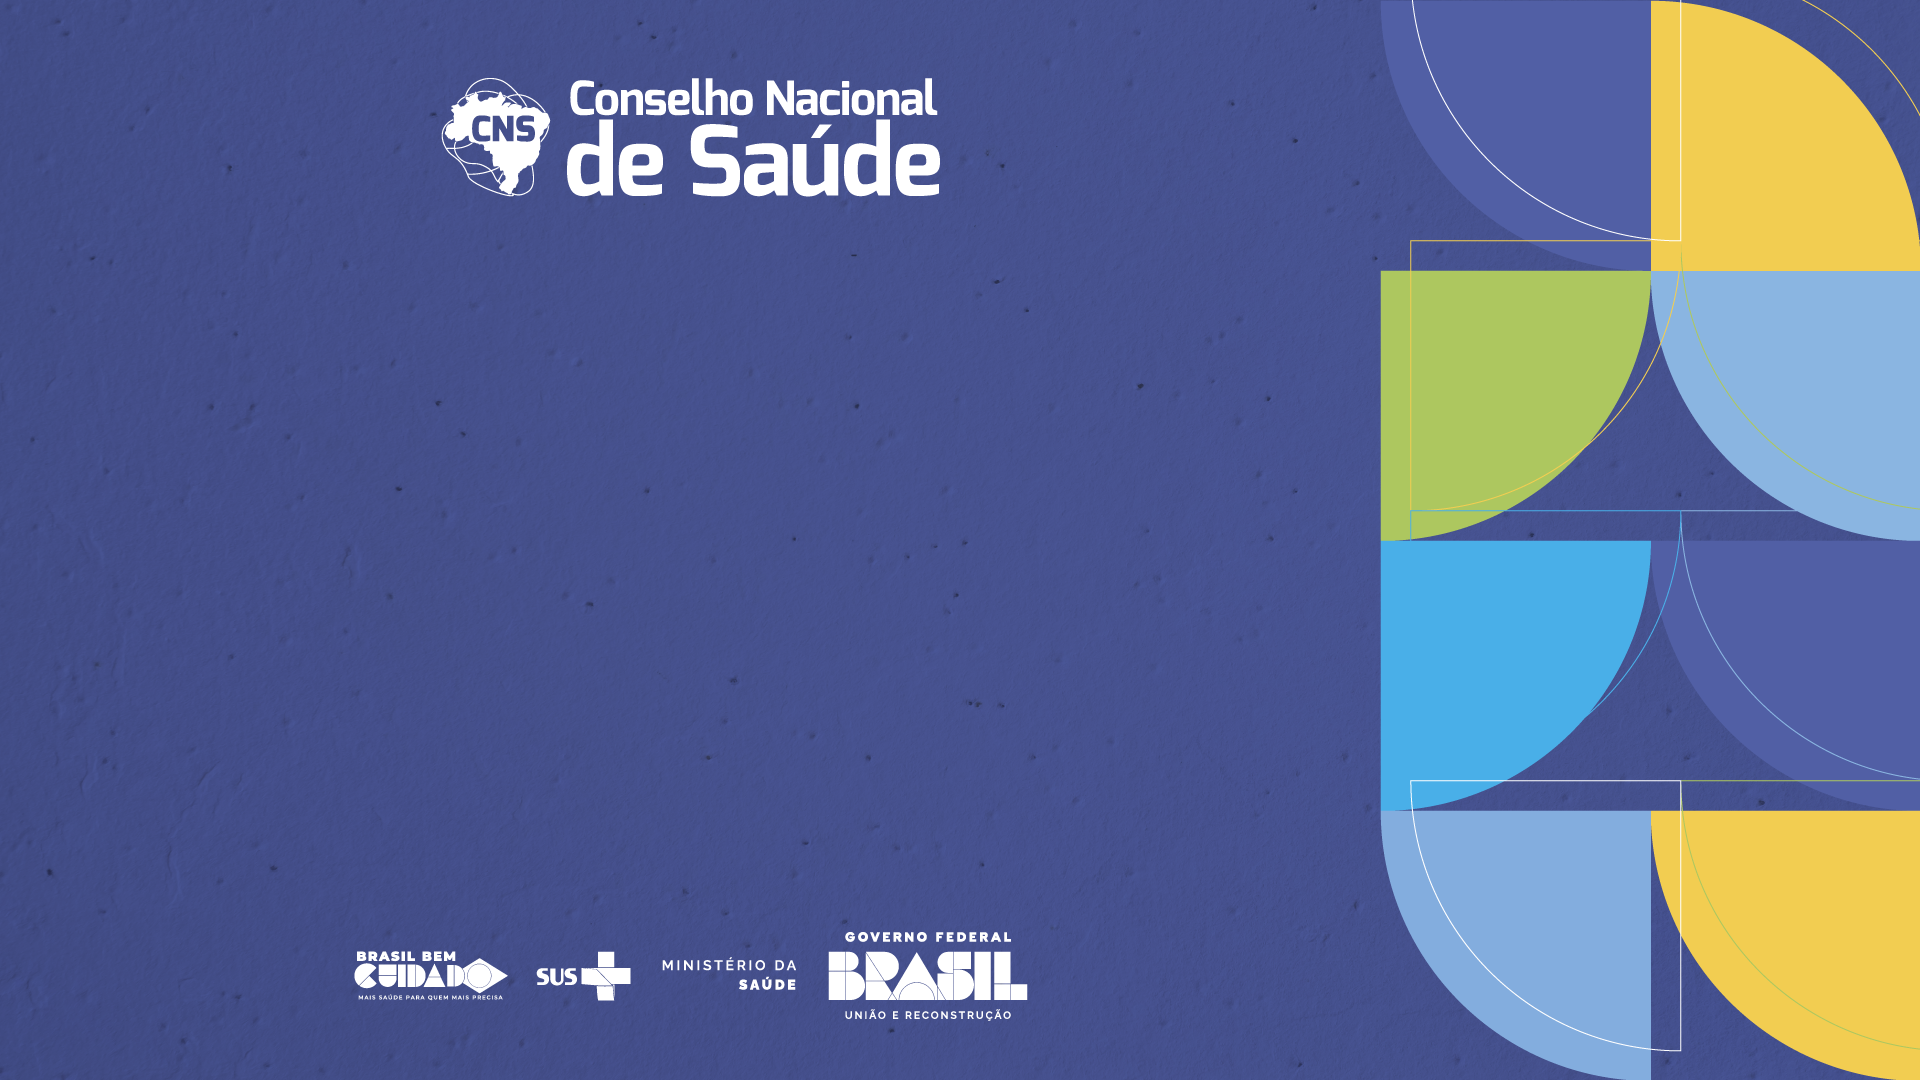 CNS
Conselho Nacional
de Saúde
BRASIL BEM
CUIDADO
MAIS SAÚDE PARA QUEM MAIS PRECISA
SUS
MINISTÉRIO DA
SAÚDE
GOVERNO FEDERAL
BRASIL
UNIÃO E RECONSTRUÇÃO